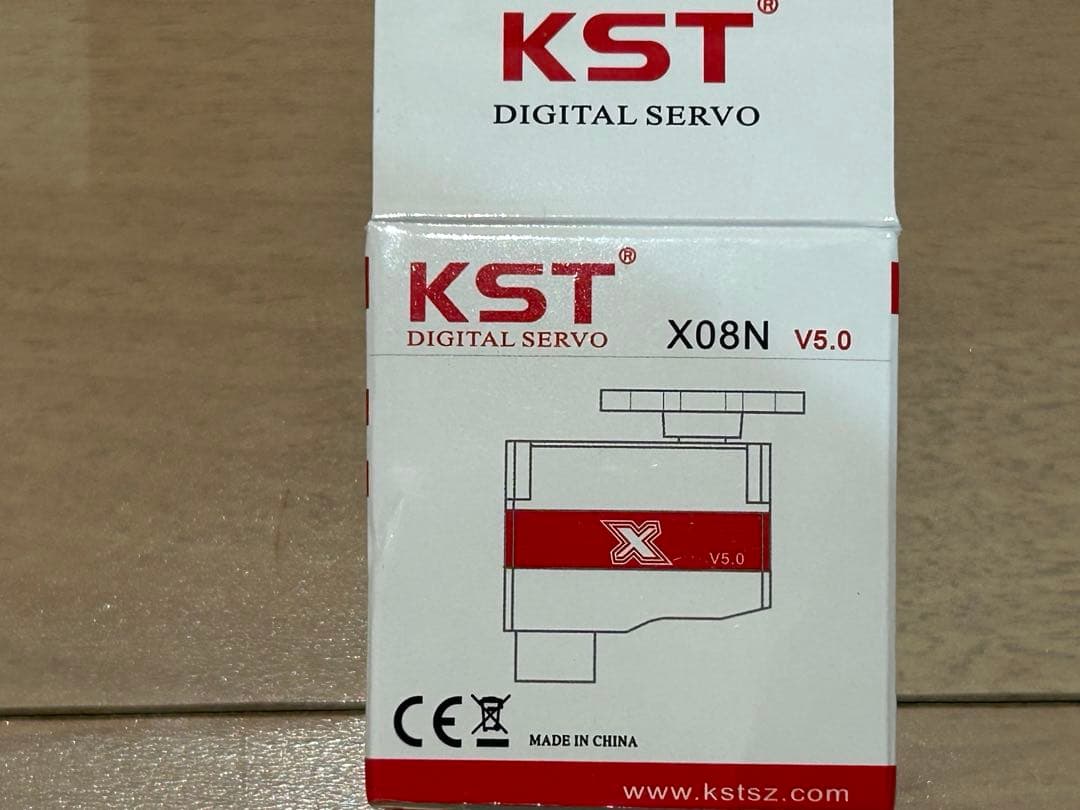 KST®
DIGITAL SERVO
KST®
DIGITAL SERVO
X08N V5.0
X V5.0
CE
MADE IN CHINA
www.kstsz.com